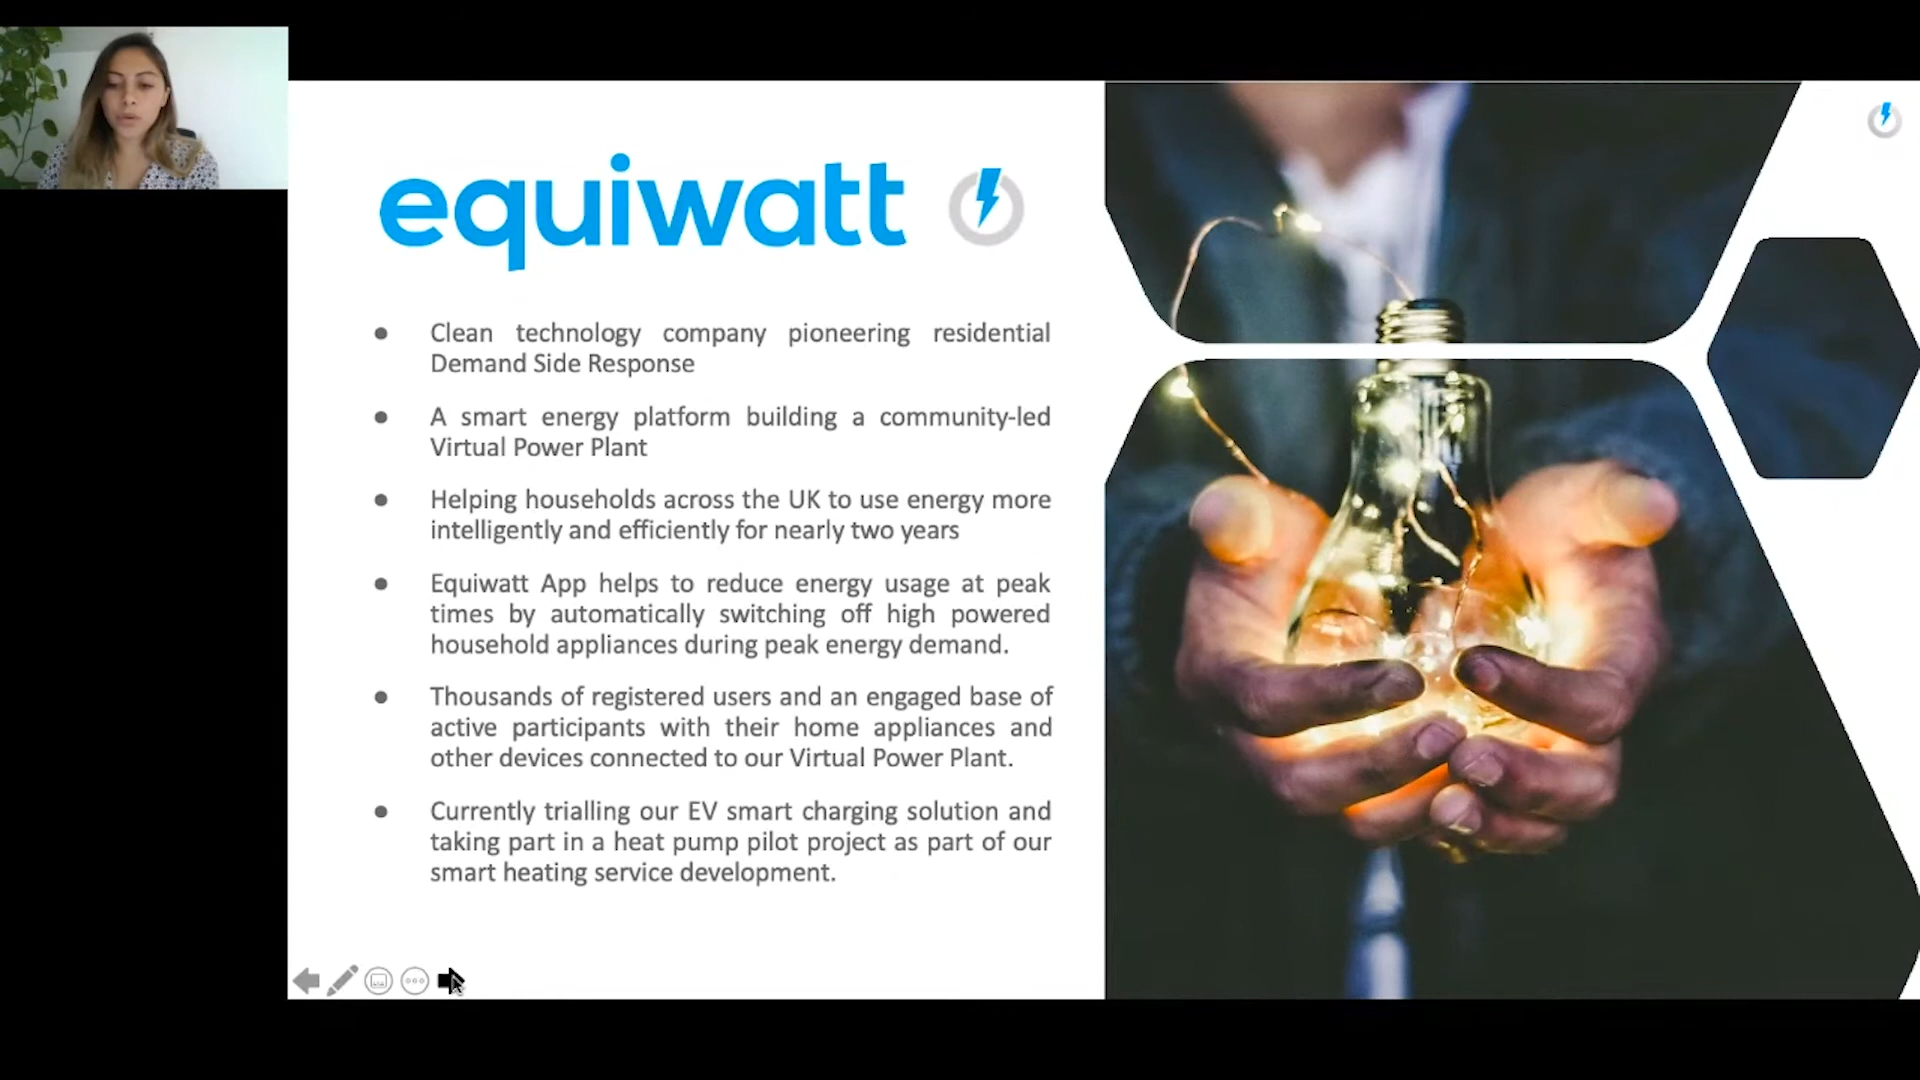 equiwatt
● Clean technology company pioneering residential
Demand Side Response
● A smart energy platform building a community-led
Virtual Power Plant
● Helping households across the UK to use energy more
intelligently and efficiently for nearly two years
● Equiwatt App helps to reduce energy usage at peak
times by automatically switching off high powered
household appliances during peak energy demand.
● Thousands of registered users and an engaged base of
active participants with their home appliances and
other devices connected to our Virtual Power Plant.
● Currently trialling our EV smart charging solution and
taking part in a heat pump pilot project as part of our
smart heating service development.